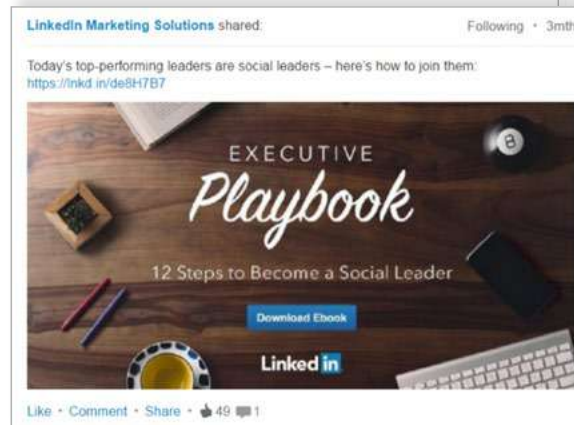 LinkedIn Marketing Solutions shared: Following • 3mth
Today's top-performing leaders are social leaders – here's how to join them:
https://lnkd.in/de8H7B7
8
EXECUTIVE
Playbook
12 Steps to Become a Social Leader
Download Ebook
Linked in
Like • Comment • Share • 49 1